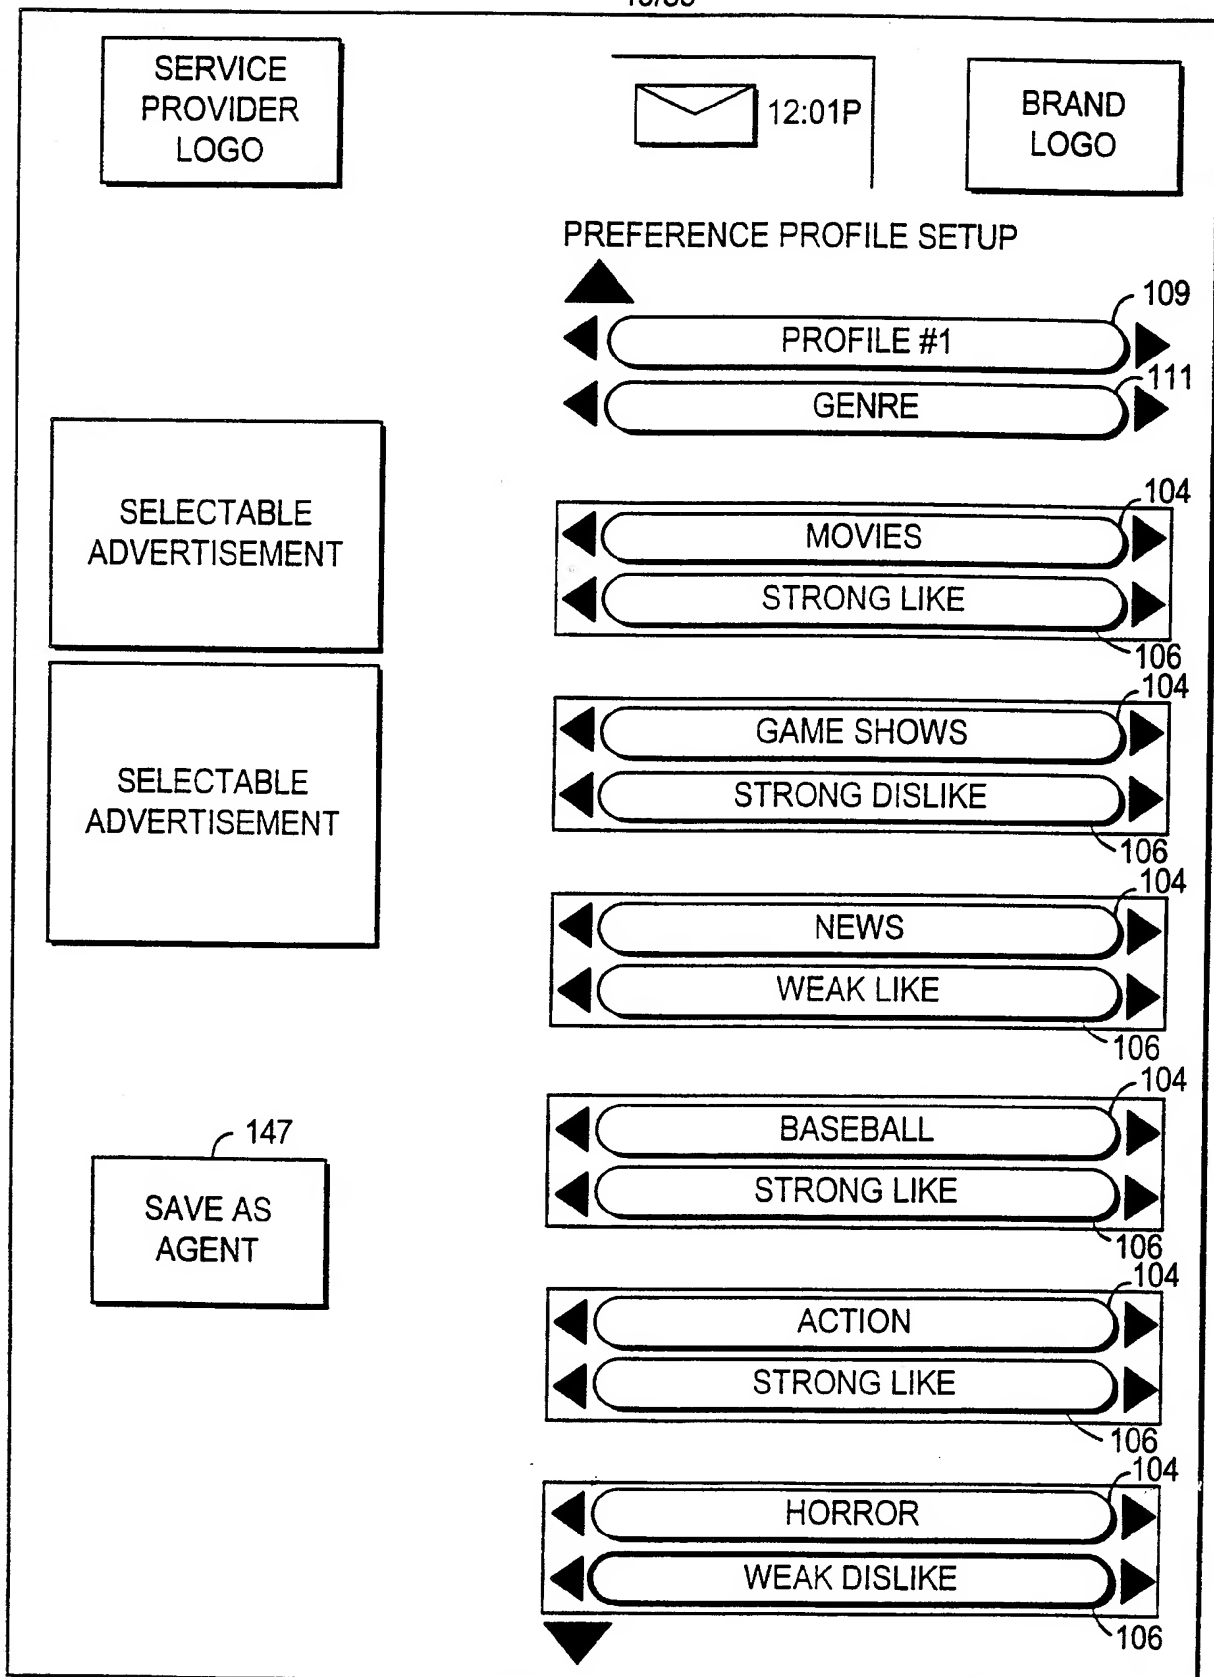 SERVICE
PROVIDER
LOGO
12:01P
BRAND
LOGO
PREFERENCE PROFILE SETUP
109
PROFILE #1
111
GENRE
SELECTABLE
ADVERTISEMENT
104
MOVIES
STRONG LIKE
106
SELECTABLE
ADVERTISEMENT
104
GAME SHOWS
STRONG DISLIKE
106
104
NEWS
WEAK LIKE
106
147
SAVE AS
AGENT
104
BASEBALL
STRONG LIKE
106
104
ACTION
STRONG LIKE
106
104
HORROR
WEAK DISLIKE
106